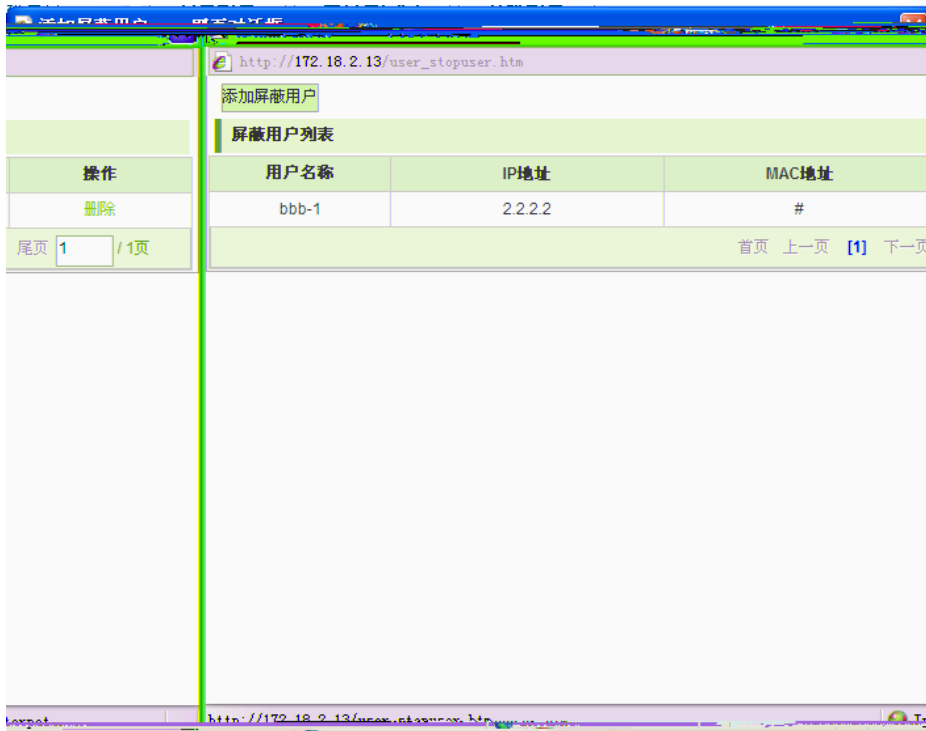 http://172.18.2.13/user_stopuser.htm
添加屏蔽用户
屏蔽用户列表
操作 用户名称 IP地址 MAC地址
删除 bbb-1 2.2.2.2 #
尾页 1 / 1页 首页 上一页 [1] 下一页